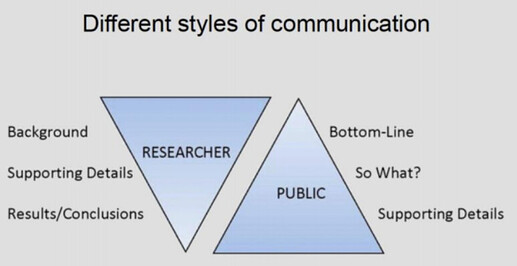 Different styles of communication
Background
Supporting Details
Results/Conclusions
RESEARCHER
PUBLIC
Bottom-Line
So What?
Supporting Details